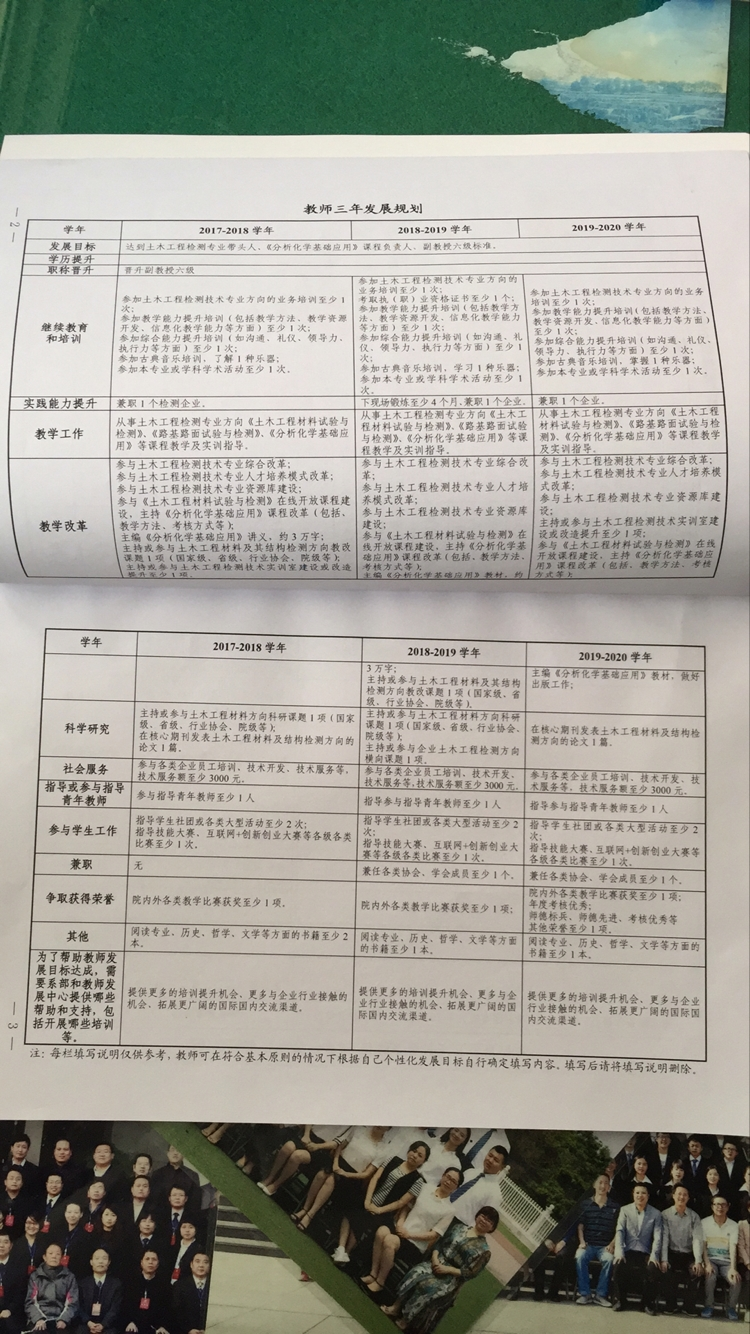 — 2 —
教师三年发展规划
学年 2017-2018 学年 2018-2019 学年 2019-2020 学年
发展目标 达到土木工程检测专业带头人、《分析化学基础应用》课程负责人、副教授六级标准。
学历提升
职称晋升 晋升副教授六级
继续教育
和培训
参加土木工程检测技术专业方向的业务培训至少 1
次；
参加教学能力提升培训（包括教学方法、教学资源
开发、信息化教学能力等方面）至少 1 次；
参加综合能力提升培训（如沟通、礼仪、领导力、
执行力等方面）至少 1 次；
参加古典音乐培训，了解 1 种乐器；
参加本专业或学科学术活动至少 1 次。
参加土木工程检测技术专业方向的
业务培训至少 1 次；
考取执（职）业资格证书至少 1 个；
参加教学能力提升培训（包括教学方
法、教学资源开发、信息化教学能力
等方面）至少 1 次；
参加综合能力提升培训（如沟通、礼
仪、领导力、执行力等方面）至少 1
次；
参加古典音乐培训，学习 1 种乐器；
参加本专业或学科学术活动至少 1
次。
参加土木工程检测技术专业方向的业务
培训至少 1 次；
参加教学能力提升培训（包括教学方法、
教学资源开发、信息化教学能力等方面）
至少 1 次；
参加综合能力提升培训（如沟通、礼仪、
领导力、执行力等方面）至少 1 次；
参加古典音乐培训，掌握 1 种乐器；
参加本专业或学科学术活动至少 1 次。
实践能力提升 兼职 1 个检测企业。 下现场锻炼至少 4 个月，兼职 1 个企业。 兼职 1 个企业。
教学工作
从事土木工程检测专业方向《土木工程材料试验与
检测》、《路基路面试验与检测》、《分析化学基础应
用》等课程教学及实训指导。
从事土木工程检测专业方向《土木工
程材料试验与检测》、《路基路面试验
与检测》、《分析化学基础应用》等课
程教学及实训指导。
从事土木工程检测专业方向《土木工程
材料试验与检测》、《路基路面试验与检
测》、《分析化学基础应用》等课程教学
及实训指导。
教学改革
参与土木工程检测技术专业综合改革；
参与土木工程检测技术专业人才培养模式改革；
参与土木工程检测技术专业资源库建设；
参与《土木工程材料试验与检测》在线开放课程建
设，主持《分析化学基础应用》课程改革（包括、
教学方法、考核方式等）；
主编《分析化学基础应用》讲义，约 3 万字；
主持或参与土木工程材料及其结构检测方向教改
课题 1 项（国家级、省级、行业协会、院级等）；
主持或参与土木工程检测技术实训室建设或改造
提升至少 1 项。
参与土木工程检测技术专业综合改
革；
参与土木工程检测技术专业人才培
养模式改革；
参与土木工程检测技术专业资源库
建设；
参与《土木工程材料试验与检测》在
线开放课程建设，主持《分析化学基
础应用》课程改革（包括、教学方法、
考核方式等）；
主编《分析化学基础应用》教材，约
参与土木工程检测技术专业综合改革；
参与土木工程检测技术专业人才培养模
式改革；
参与土木工程检测技术专业资源库建
设；
主持或参与土木工程检测技术实训室建
设或改造提升至少 1 项；
参与《土木工程材料试验与检测》在线
开放课程建设，主持《分析化学基础应
用》课程改革（包括、教学方法、考核
方式等）；
学年 2017-2018 学年 2018-2019 学年 2019-2020 学年
3 万字；
主持或参与土木工程材料及其结构
检测方向教改课题 1 项（国家级、省
级、行业协会、院级等）。
主编《分析化学基础应用》教材，做好
出版工作；
科学研究
主持或参与土木工程材料方向科研课题 1 项（国家
级、省级、行业协会、院级等）；
在核心期刊发表土木工程材料及结构检测方向的
论文 1 篇。
主持或参与土木工程材料方向科研
课题 1 项（国家级、省级、行业协会、
院级等）；
主持或参与企业土木工程检测方向
横向课题 1 项。
在核心期刊发表土木工程材料及结构检
测方向的论文 1 篇。
社会服务
参与各类企业员工培训、技术开发、技术服务等，
技术服务额至少 3000 元。
参与各类企业员工培训、技术开发、
技术服务等，技术服务额至少 3000 元。
参与各类企业员工培训、技术开发、技
术服务等，技术服务额至少 3000 元。
指导或参与指导
青年教师
参与指导青年教师至少 1 人 指导参与指导青年教师至少 1 人 指导参与指导青年教师至少 1 人
参与学生工作
指导学生社团或各类大型活动至少 2 次；
指导技能大赛、互联网+创新创业大赛等各级各类
比赛至少 1 次。
指导学生社团或各类大型活动至少 2
次；
指导技能大赛、互联网+创新创业大
赛等各级各类比赛至少 1 次。
指导学生社团或各类大型活动至少 2
次；
指导技能大赛、互联网+创新创业大赛等
各级各类比赛至少 1 次。
兼职 无 兼任各类协会、学会成员至少 1 个。 兼任各类协会、学会成员至少 1 个。
争取获得荣誉 院内外各类教学比赛获奖至少 1 项。 院内外各类教学比赛获奖至少 1 项；
院内外各类教学比赛获奖至少 1 项；
年度考核优秀；
师德标兵、师德先进、考核优秀等
其他荣誉至少 1 项。
其他
阅读专业、历史、哲学、文学等方面的书籍至少 2
本。
阅读专业、历史、哲学、文学等方面
的书籍至少 1 本。
阅读专业、历史、哲学、文学等方面的
书籍至少 1 本。
为了帮助教师发
展目标达成，需
要系部和教师发
展中心提供哪些
帮助和支持，包
括开展哪些培训
等。
提供更多的培训提升机会、更多与企业行业接触的
机会、拓展更广阔的国际国内交流渠道。
提供更多的培训提升机会、更多与企
业行业接触的机会、拓展更广阔的国
际国内交流渠道。
提供更多的培训提升机会、更多与企业
行业接触的机会、拓展更广阔的国际国
内交流渠道。
注：每栏填写说明仅供参考，教师可在符合基本原则的情况下根据自己个性化发展目标自行确定填写内容。填写后请将填写说明删除。
— 3 —